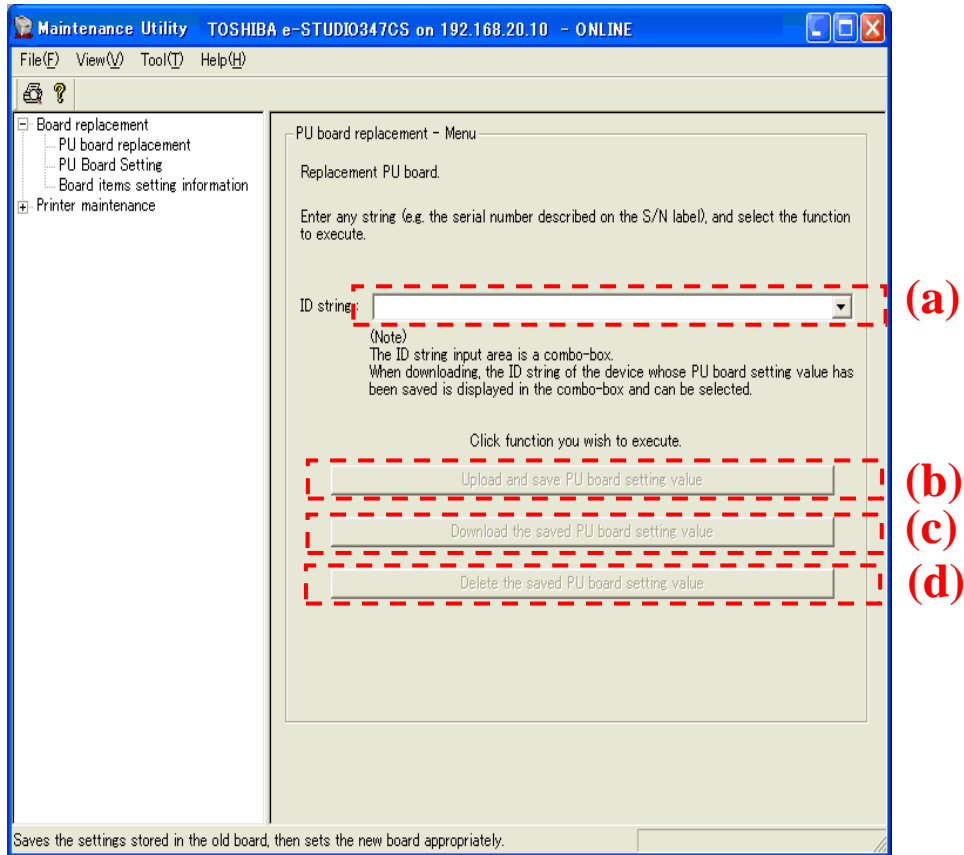 Maintenance Utility TOSHIBA e-STUDIO347CS on 192.168.20.10 - ONLINE
File(F) View(V) Tool(T) Help(H)
Board replacement
PU board replacement
PU Board Setting
Board items setting information
Printer maintenance
PU board replacement - Menu
Replacement PU board.
Enter any string (e.g. the serial number described on the S/N label), and select the function
to execute.
ID string :
(a)
(Note)
The ID string input area is a combo-box.
When downloading, the ID string of the device whose PU board setting value has
been saved is displayed in the combo-box and can be selected.
Click function you wish to execute.
Upload and save PU board setting value
(b)
Download the saved PU board setting value
(c)
Delete the saved PU board setting value
(d)
Saves the settings stored in the old board, then sets the new board appropriately.